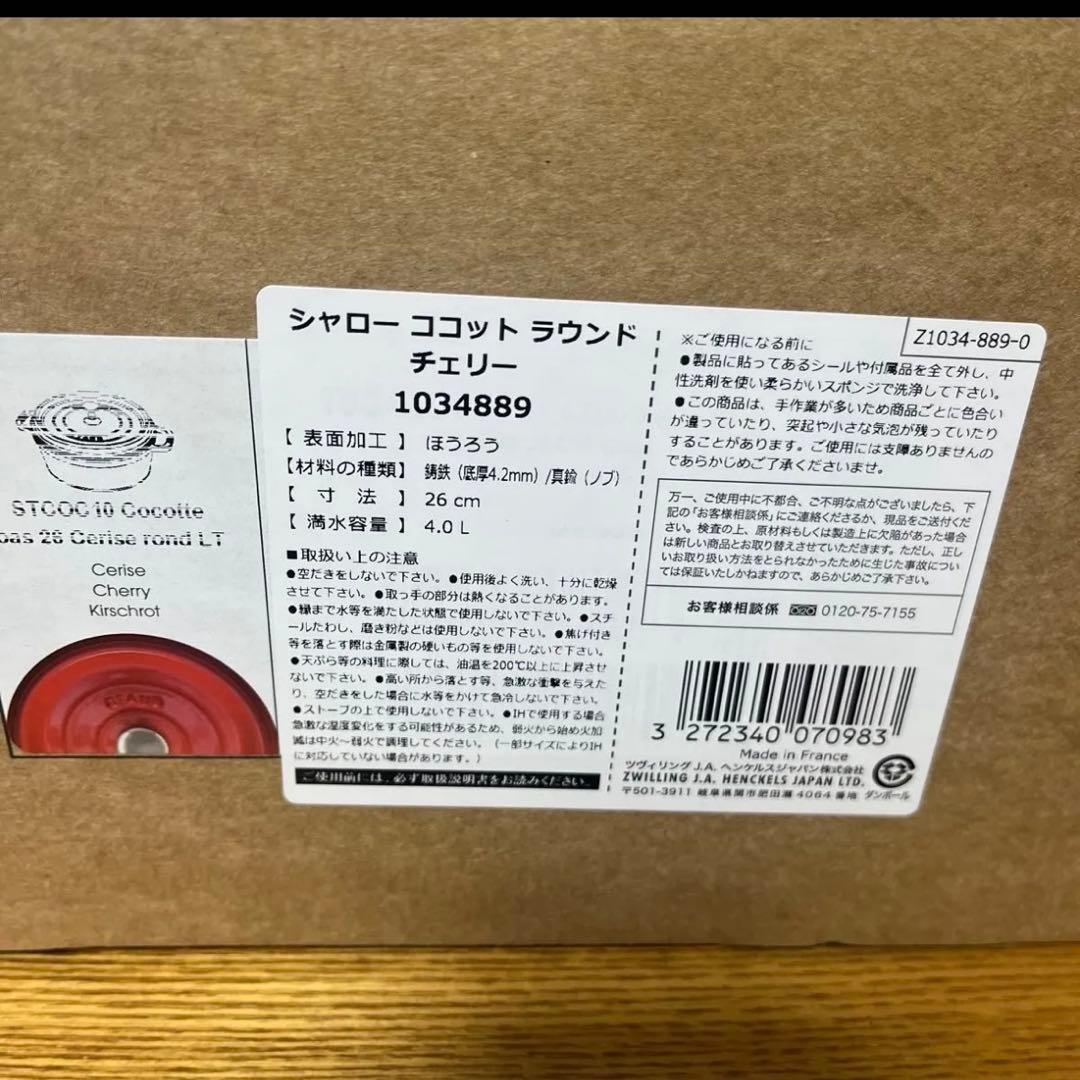 STCOC10 Cocotte
bas 26 Cerise rond LT
Cerise
Cherry
Kirschrot
STAUB
シャロー ココット ラウンド
チェリー
1034889
【 表面加工 】 ほうろう
【材料の種類】 鋳鉄(底厚4.2mm)/真鍮(ノブ)
【 寸 法 】 26 cm
【 満水容量 】 4.0 L
■取扱い上の注意
●空だきをしないで下さい。●使用後よく洗い、十分に乾燥
させて下さい。●取っ手の部分は熱くなることがあります。
●縁まで水等を満たした状態で使用しないで下さい。●スチ
ールたわし、磨き粉などは使用しないで下さい。●焦げ付き
等を落とす際は金属製の硬いもの等を使用しないで下さい。
●天ぷら等の料理に際しては、油温を200℃以上に上昇させ
ないで下さい。●高い所から落とす等、急激な衝撃を与えた
り、空だきをした場合に水等をかけて急冷しないで下さい。
●ストーブの上で使用しないで下さい。●IHで使用する場合
急激な温度変化をする可能性があるため、弱火から始め火加
減は中火～弱火で調理してください。(一部サイズによりIH
に対応していない場合があります。)
ご使用前には、必ず取扱説明書をお読みください。
Z1034-889-0
※ご使用になる前に
●製品に貼ってあるシールや付属品を全て外し、中
性洗剤を使い柔らかいスポンジで洗浄して下さい。
●この商品は、手作業が多いため商品ごとに色合い
が違っていたり、突起や小さな気泡が残っていたり
することがあります。ご使用には支障ありませんの
であらかじめご了承くださいませ。
万一、ご使用中に不都合、ご不明な点がございましたら、下
記の「お客様相談係」にご連絡くださるか、現品をご送付くだ
さい。検査の上、原材料もしくは製造上に欠陥があった場合
は新しい商品とお取り替えさせていただきます。ただし、正し
いお取り扱い方法をとられなかったために生じた事故につい
ては保証いたしかねますので、あらかじめご了承下さい。
お客様相談係 0120-75-7155
3 272340 070983
Made in France
ツヴィリング J.A. ヘンケルスジャパン株式会社
ZWILLING J.A. HENCKELS JAPAN LTD.
〒501-3911 岐阜県関市肥田瀬 4064 番地
ダンボール